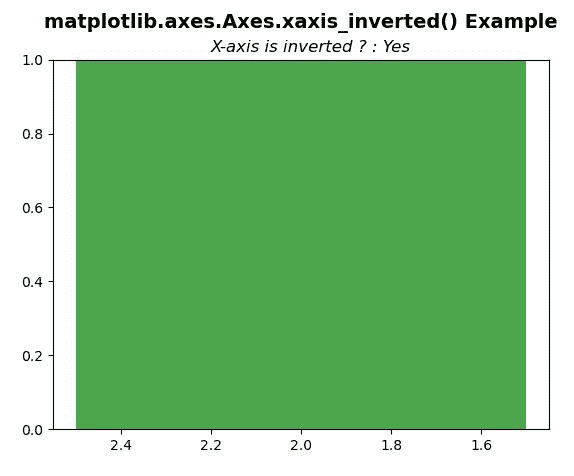 matplotlib.axes.Axes.xaxis_inverted() Example
X-axis is inverted ? : Yes
1.0
0.8
0.6
0.4
0.2
0.0
2.4 2.2 2.0 1.8 1.6